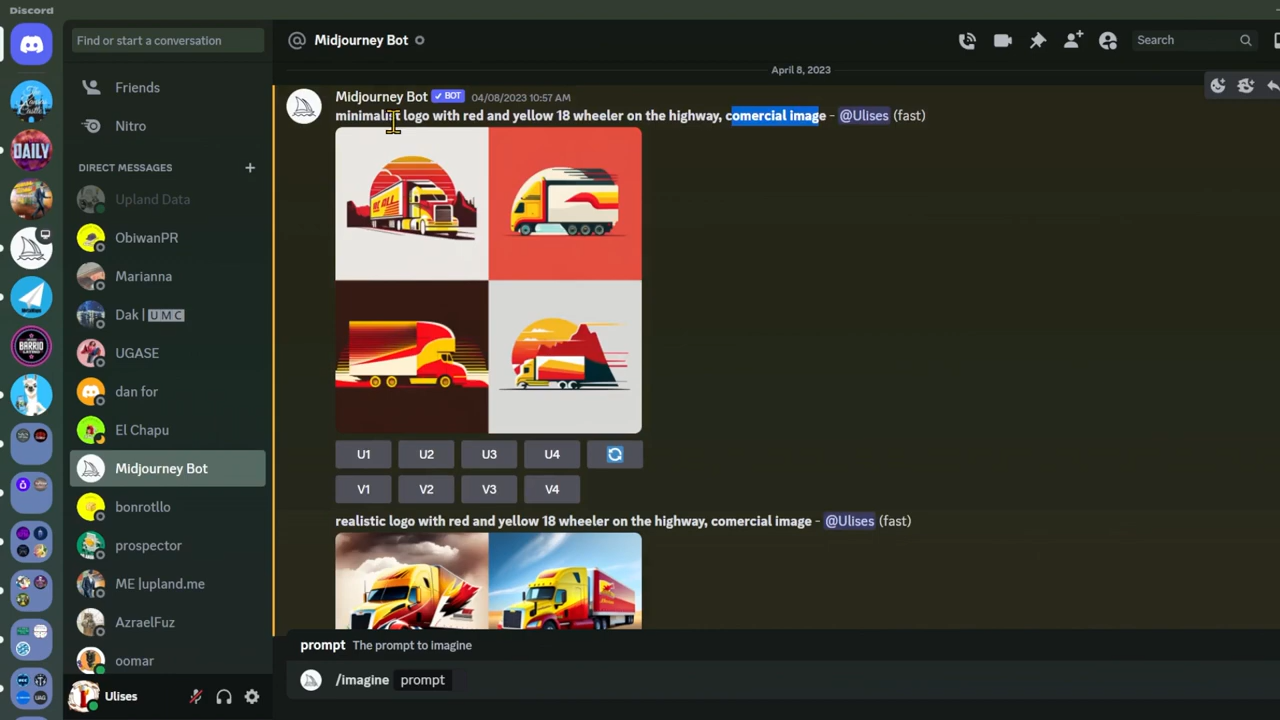 Discord
Find or start a conversation
Friends
Nitro
DIRECT MESSAGES
Upland Data
ObiwanPR
Marianna
Dak | UMC
UGASE
dan for
El Chapu
Midjourney Bot
bonrotllo
prospector
ME |upland.me
AzraelFuz
oomar
Ulises
DAILY
BARRIO
Midjourney Bot
Search
April 8, 2023
Midjourney Bot ✓ BOT 04/08/2023 10:57 AM
minimalist logo with red and yellow 18 wheeler on the highway, comercial image - @Ulises (fast)
U1 U2 U3 U4
V1 V2 V3 V4
realistic logo with red and yellow 18 wheeler on the highway, comercial image - @Ulises (fast)
prompt The prompt to imagine
/imagine prompt